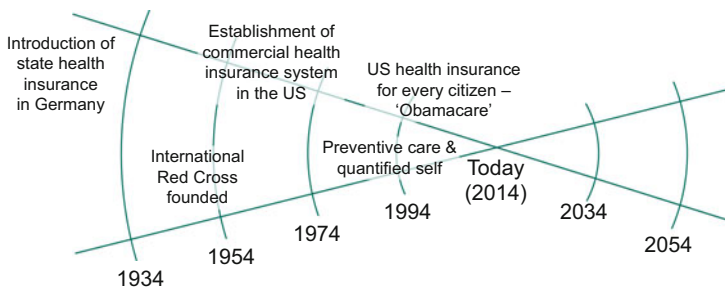 Introduction of
state health
insurance
in Germany
Establishment of
commercial health
insurance system
in the US
US health insurance
for every citizen –
‘Obamacare’
International
Red Cross
founded
Preventive care &
quantified self
Today
(2014)
1934
1954
1974
1994
2034
2054